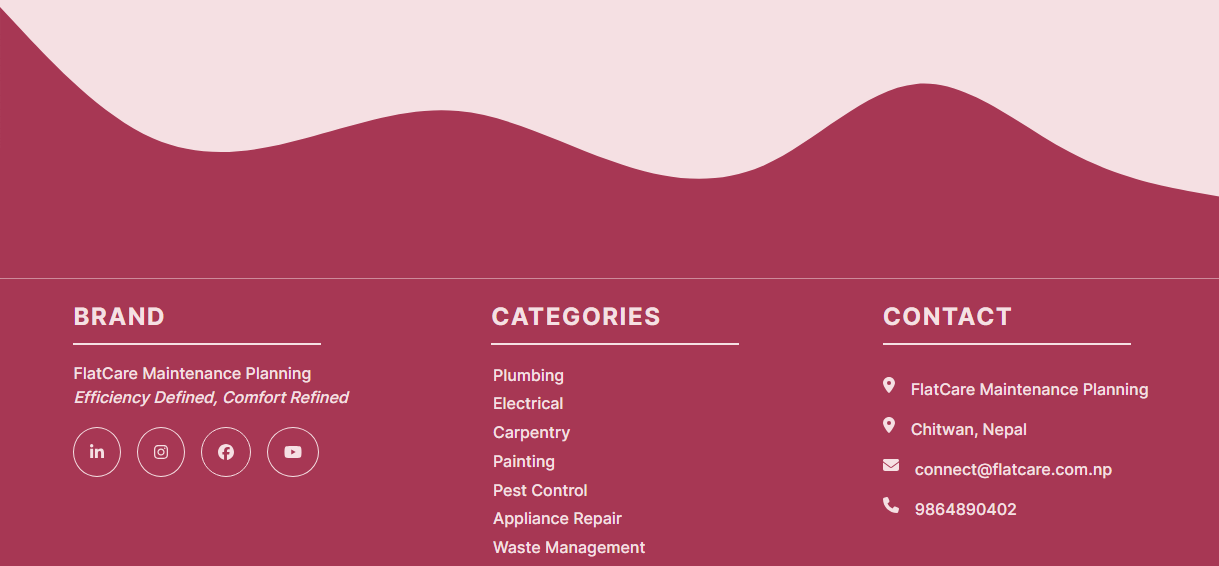 BRAND
FlatCare Maintenance Planning
Efficiency Defined, Comfort Refined
CATEGORIES
Plumbing
Electrical
Carpentry
Painting
Pest Control
Appliance Repair
Waste Management
CONTACT
FlatCare Maintenance Planning
Chitwan, Nepal
connect@flatcare.com.np
9864890402